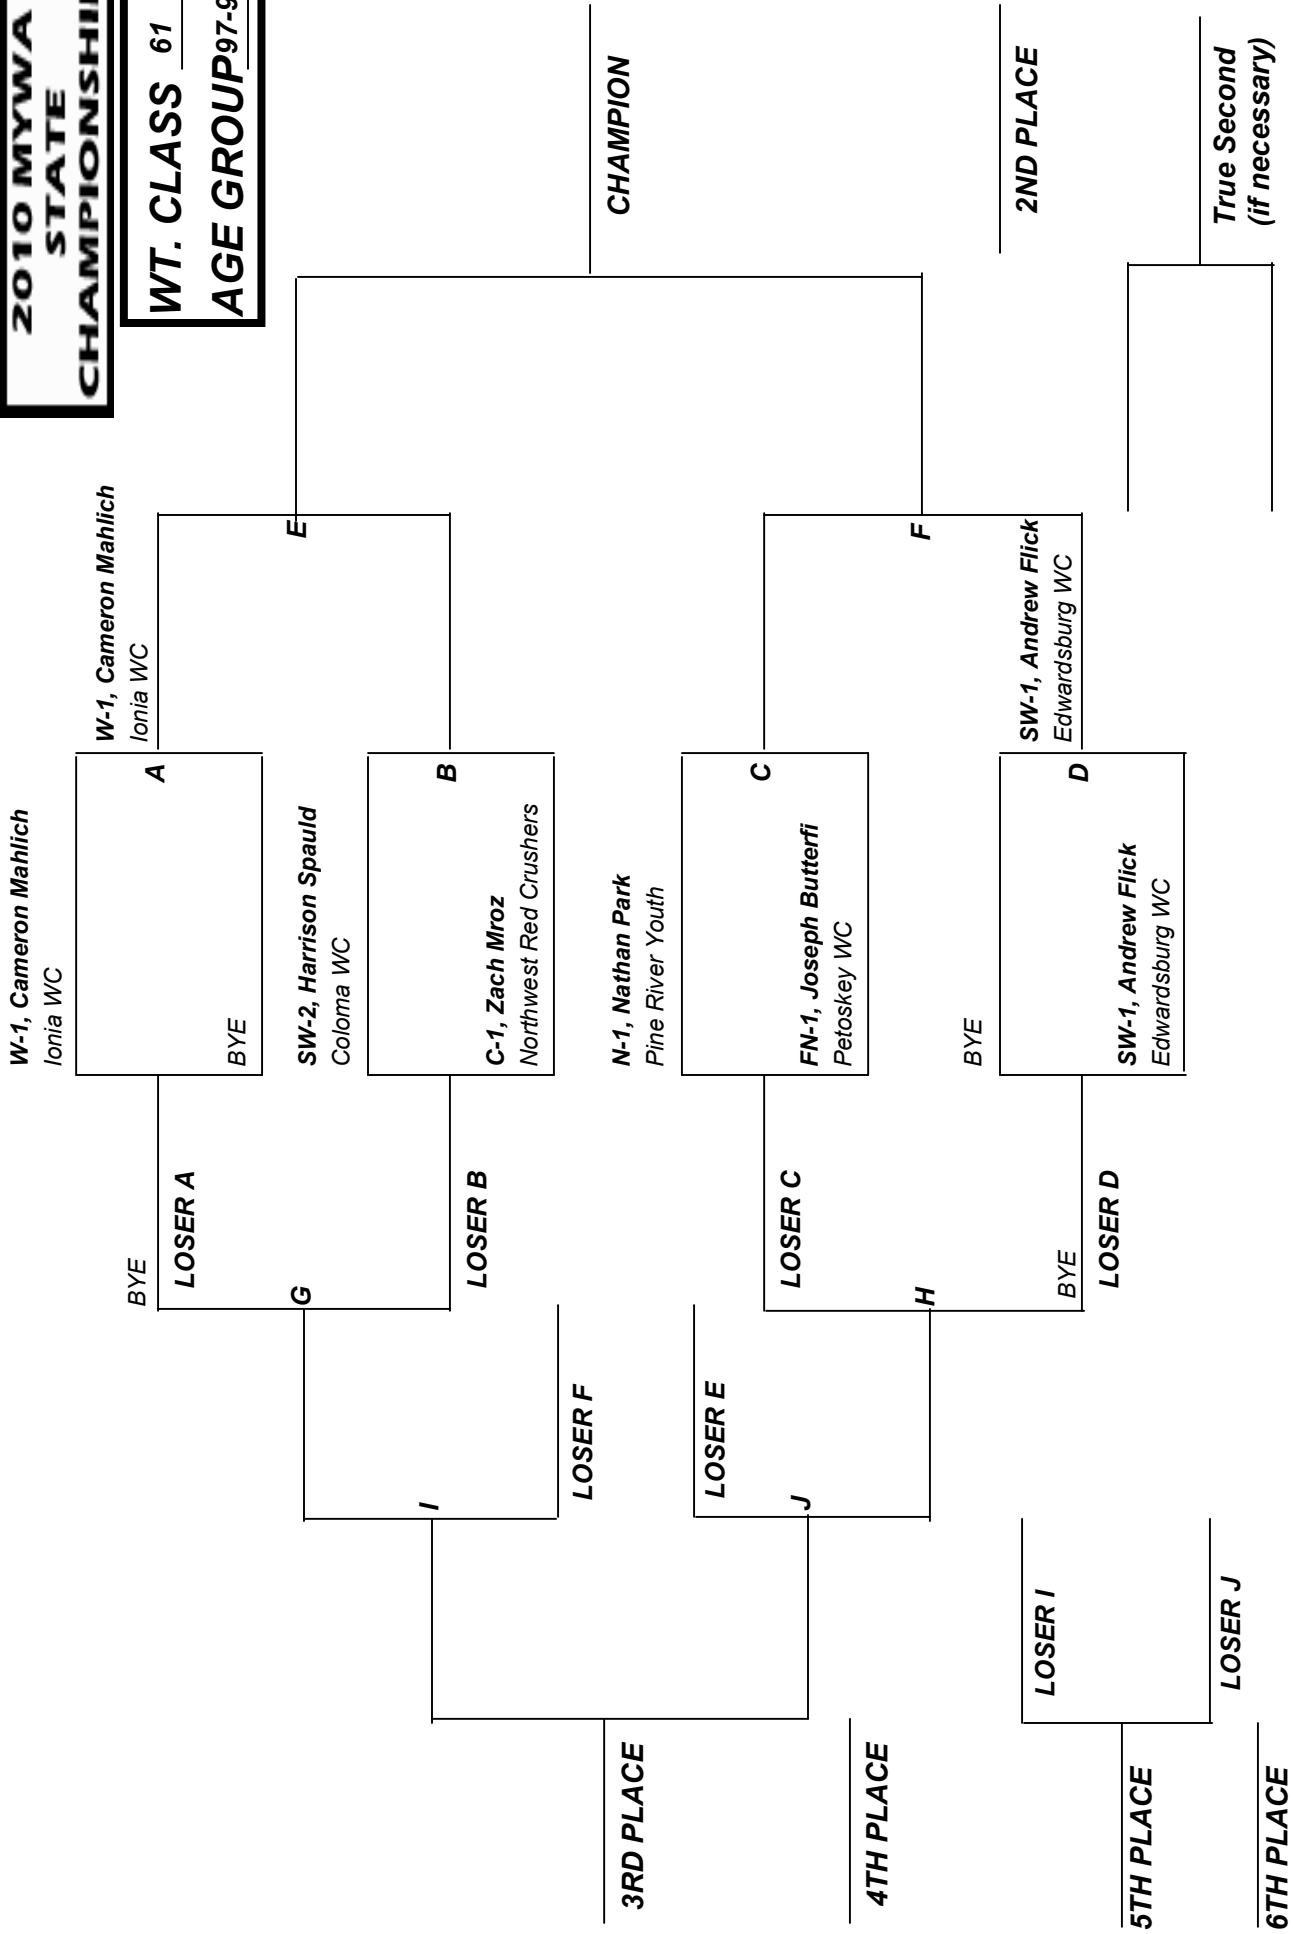 2010 MYWA
STATE
CHAMPIONSHI
WT. CLASS 61
AGE GROUP 97-9
W-1, Cameron Mahlich
Ionia WC
A
BYE
W-1, Cameron Mahlich
Ionia WC
SW-2, Harrison Spauld
Coloma WC
B
C-1, Zach Mroz
Northwest Red Crushers
E
N-1, Nathan Park
Pine River Youth
C
FN-1, Joseph Butterfi
Petoskey WC
F
BYE
D
SW-1, Andrew Flick
Edwardsburg WC
SW-1, Andrew Flick
Edwardsburg WC
CHAMPION
2ND PLACE
True Second
(if necessary)
BYE
LOSER A
G
LOSER B
LOSER C
H
BYE
LOSER D
I
LOSER F
LOSER E
J
3RD PLACE
4TH PLACE
LOSER I
LOSER J
5TH PLACE
6TH PLACE